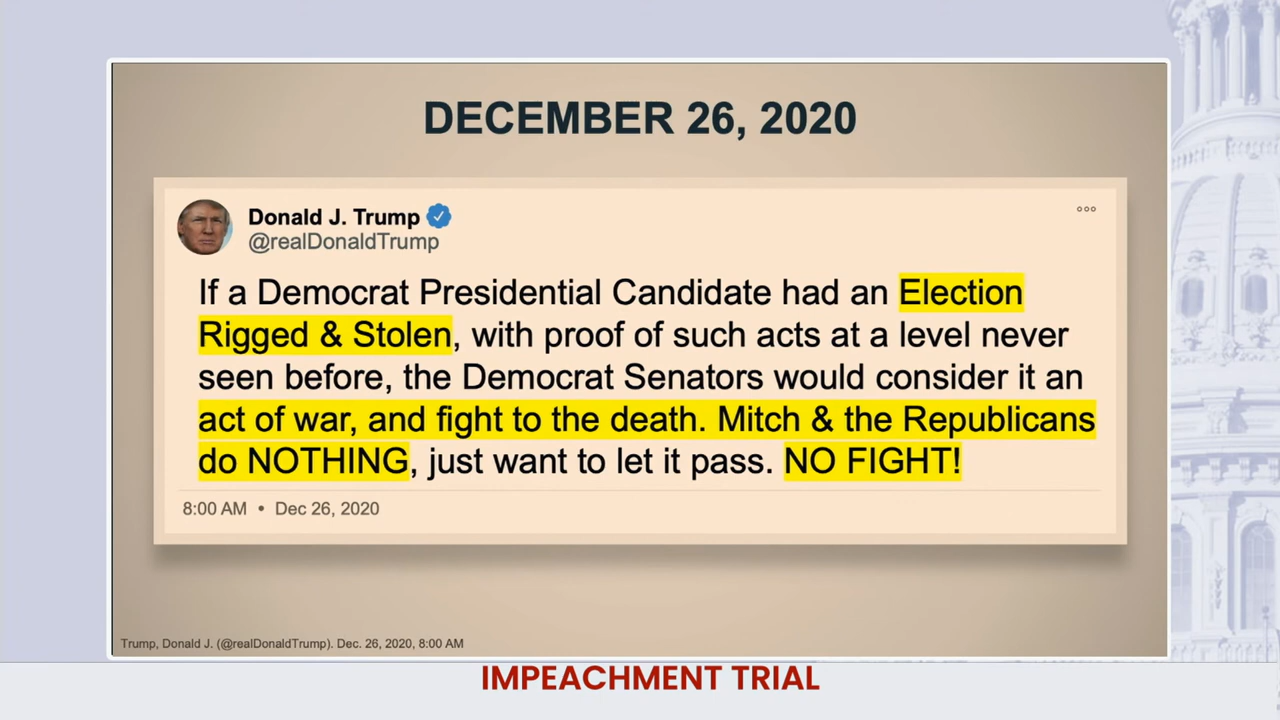 DECEMBER 26, 2020
Donald J. Trump
@realDonaldTrump
If a Democrat Presidential Candidate had an Election
Rigged & Stolen, with proof of such acts at a level never
seen before, the Democrat Senators would consider it an
act of war, and fight to the death. Mitch & the Republicans
do NOTHING, just want to let it pass. NO FIGHT!
8:00 AM • Dec 26, 2020
Trump, Donald J. (@realDonaldTrump). Dec. 26, 2020, 8:00 AM
IMPEACHMENT TRIAL